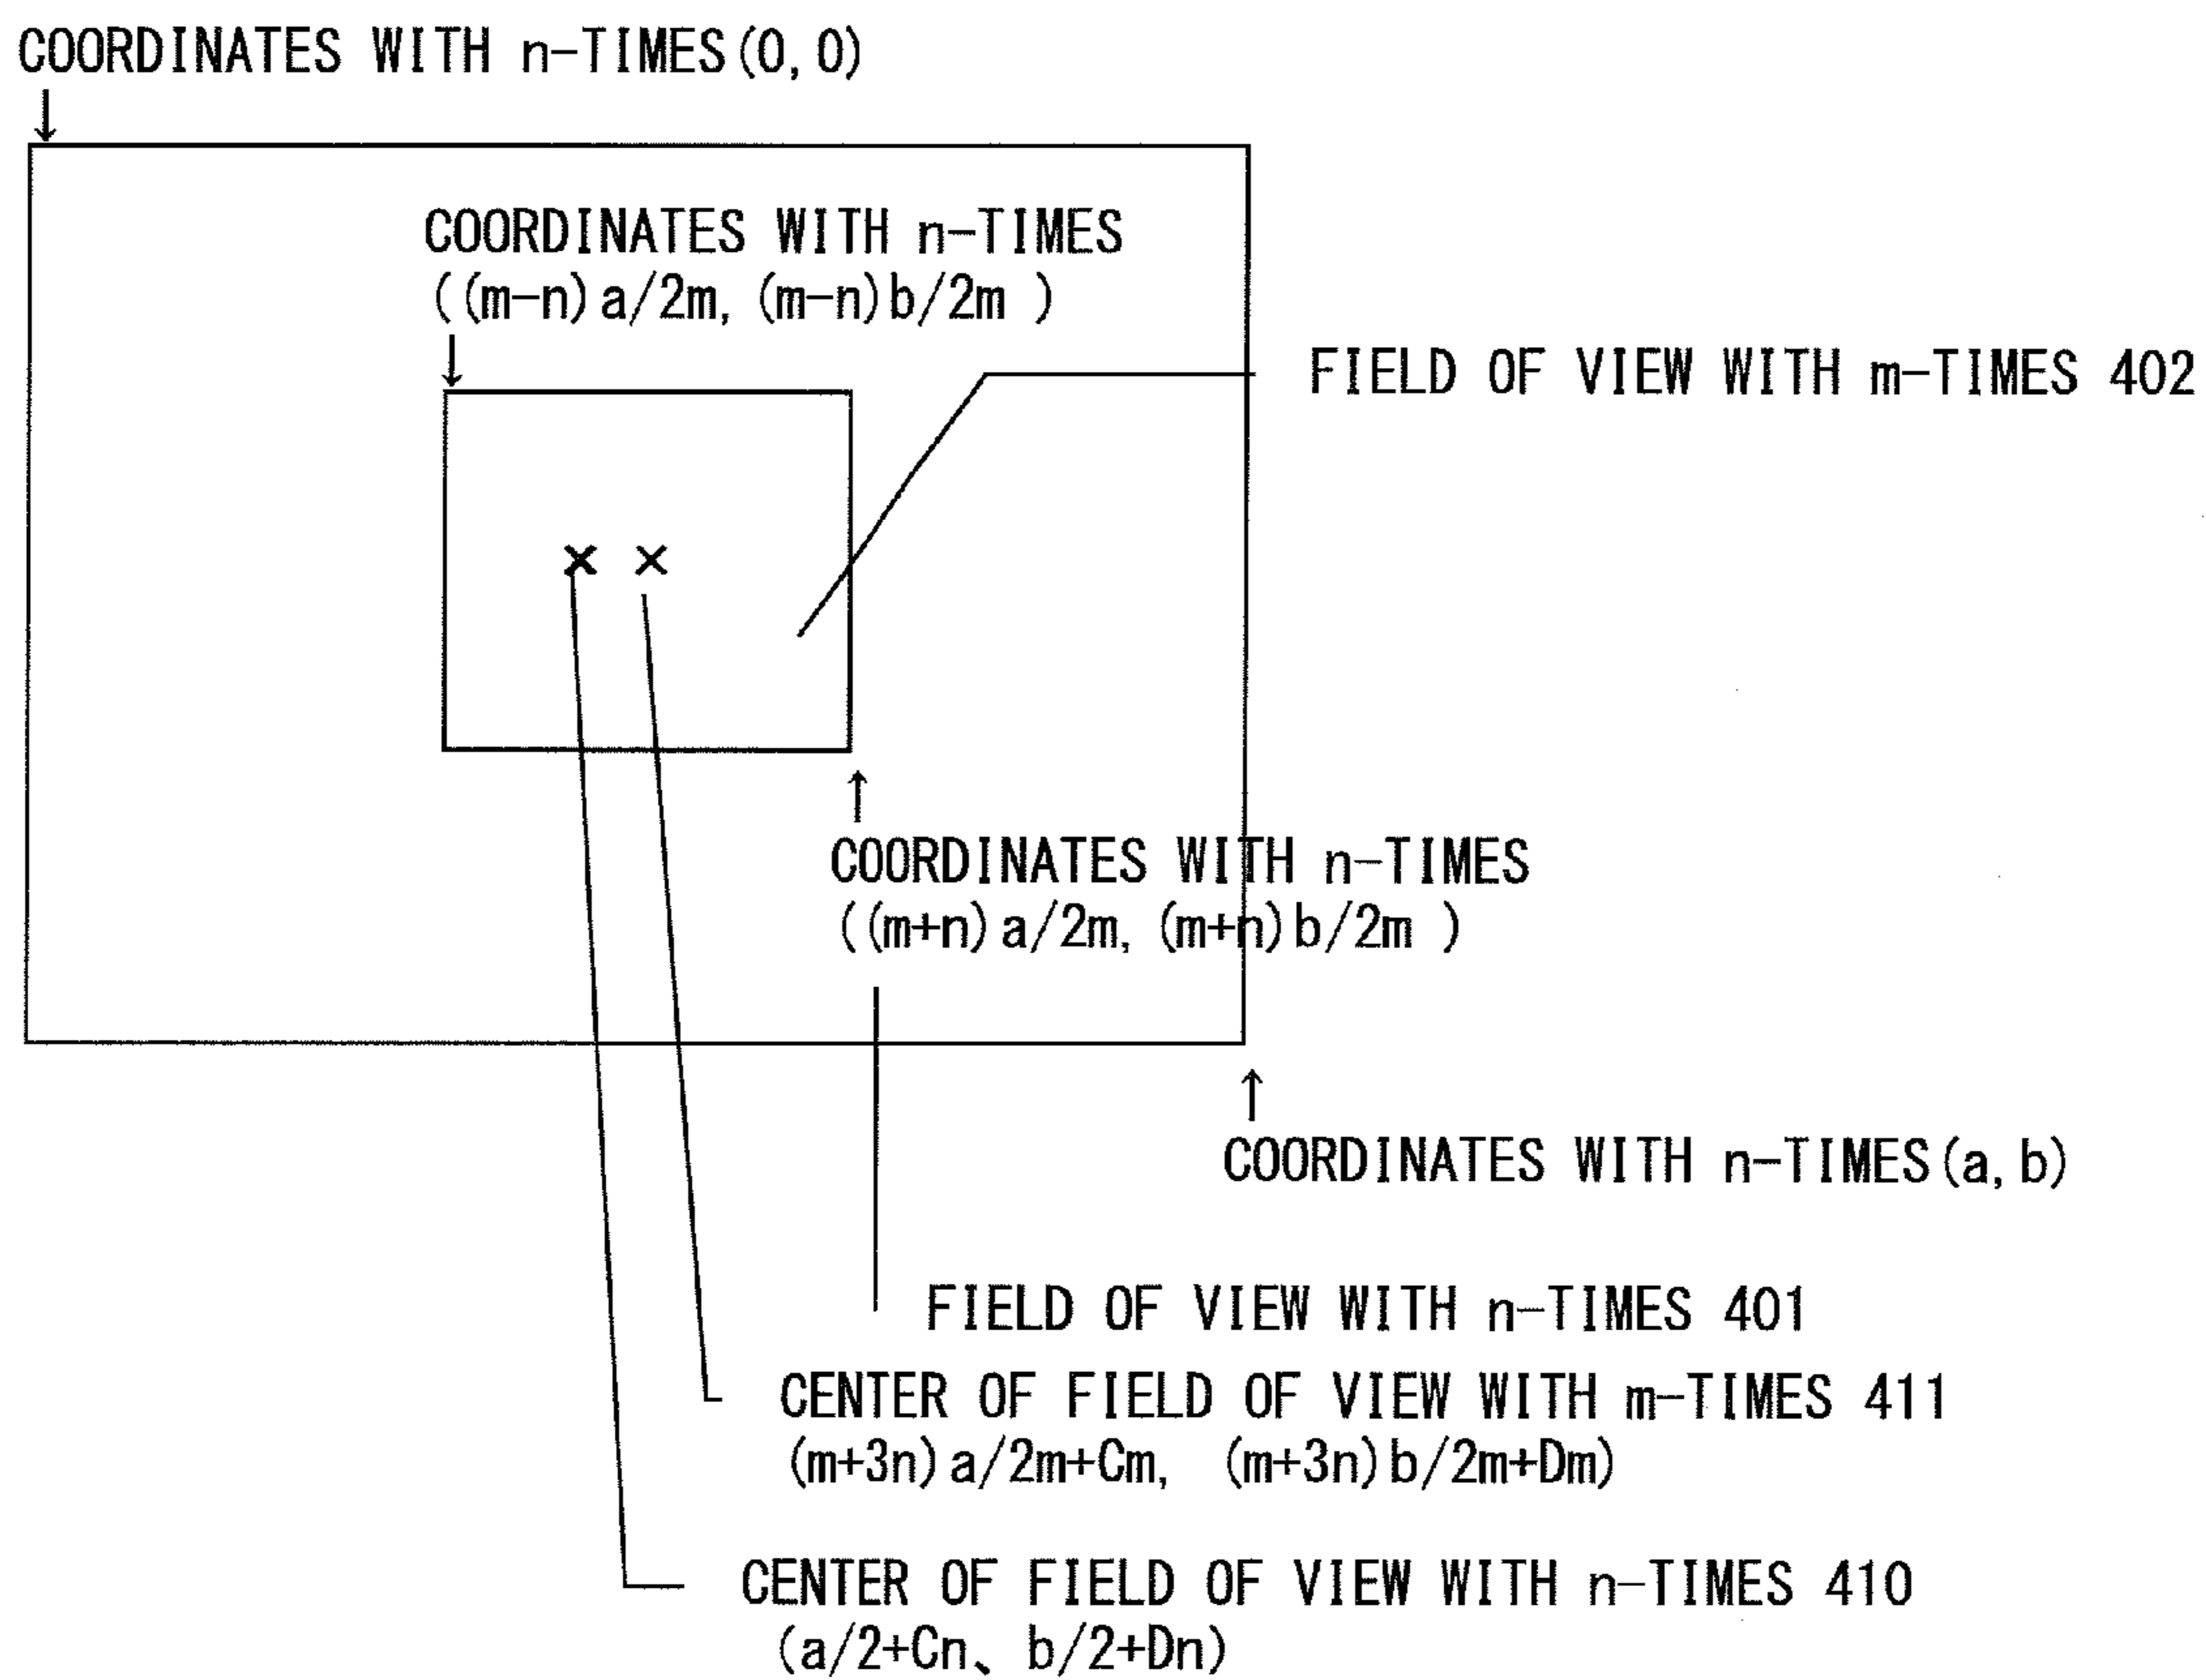 COORDINATES WITH n-TIMES(0,0)
COORDINATES WITH n-TIMES
((m-n)a/2m, (m-n)b/2m )
FIELD OF VIEW WITH m-TIMES 402
COORDINATES WITH n-TIMES
((m+n)a/2m, (m+n)b/2m )
COORDINATES WITH n-TIMES(a,b)
FIELD OF VIEW WITH n-TIMES 401
CENTER OF FIELD OF VIEW WITH m-TIMES 411
(m+3n)a/2m+Cm, (m+3n)b/2m+Dm)
CENTER OF FIELD OF VIEW WITH n-TIMES 410
(a/2+Cn、b/2+Dn)